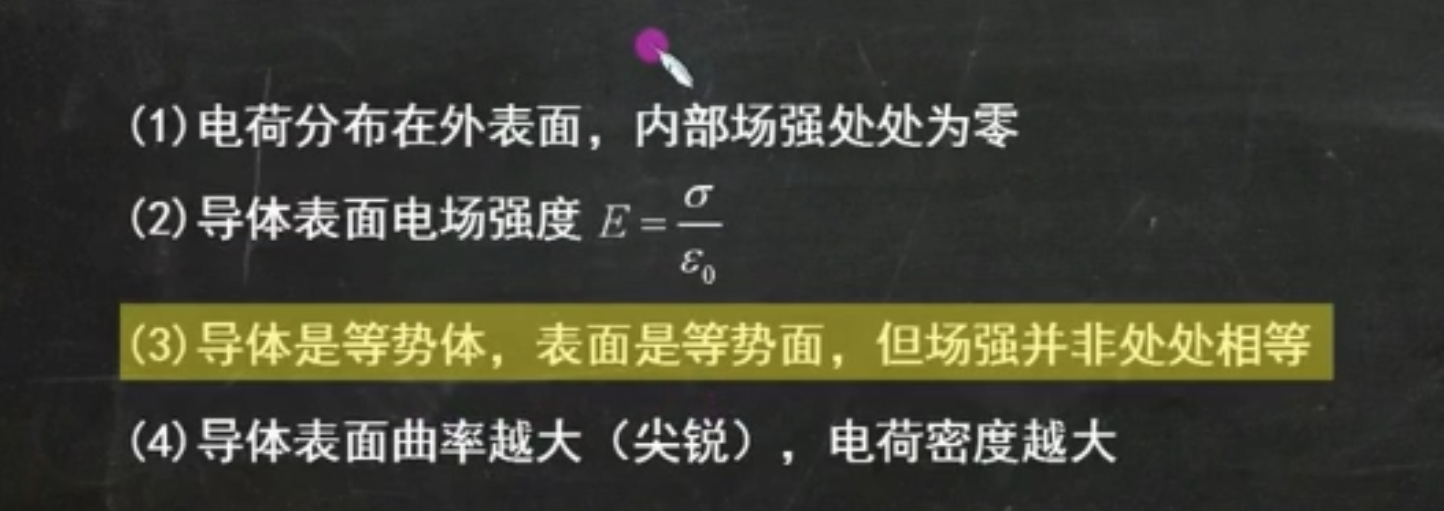 (1)电荷分布在外表面，内部场强处处为零
(2)导体表面电场强度 E = σ/ε₀
(3)导体是等势体，表面是等势面，但场强并非处处相等
(4)导体表面曲率越大（尖锐），电荷密度越大